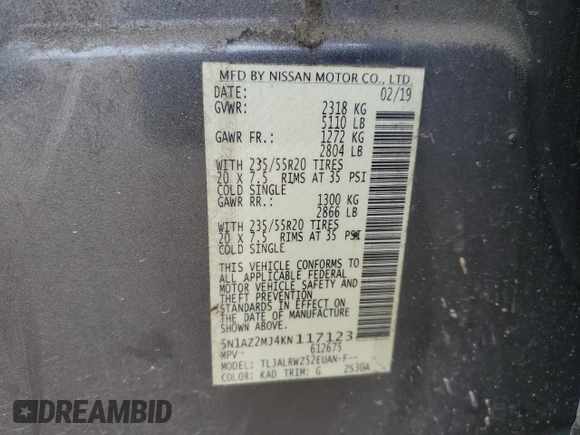 MFD BY NISSAN MOTOR CO., LTD.
DATE: 02/19
GVWR: 2318 KG
5110 LB
GAWR FR.: 1272 KG
2804 LB
WITH 235/55R20 TIRES
20 X 7.5 RIMS AT 35 PSI
COLD SINGLE
GAWR RR.: 1300 KG
2866 LB
WITH 235/55R20 TIRES
20 X 7.5 RIMS AT 35 PSI
COLD SINGLE
THIS VEHICLE CONFORMS TO
ALL APPLICABLE FEDERAL
MOTOR VEHICLE SAFETY AND
THEFT PREVENTION
STANDARDS IN EFFECT ON
THE DATE OF MANUFACTURE
SHOWN ABOVE.
5N1AZ2MJ4KN117123
MPV 612675
MODEL: TLJALRWZ52EUAN-F--
COLOR: KAD TRIM: G ZS30A
DEALERSHIPS.COM